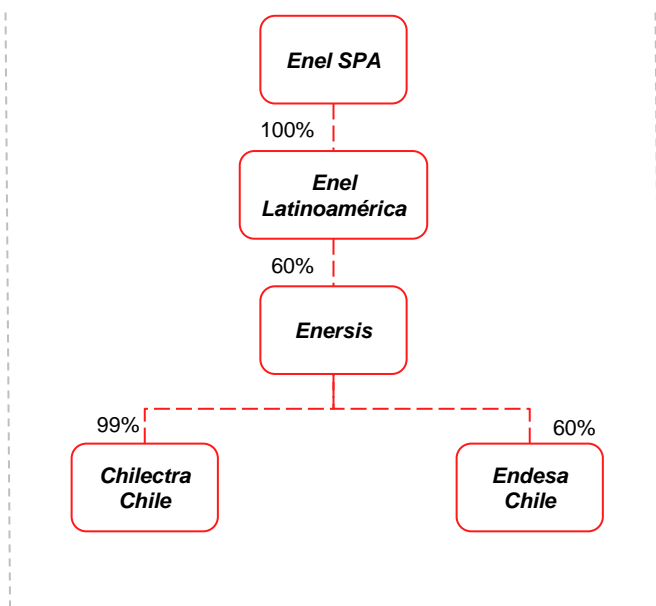 Enel SPA
100%
Enel
Latinoamérica
60%
Enersis
99%
60%
Chilectra
Chile
Endesa
Chile